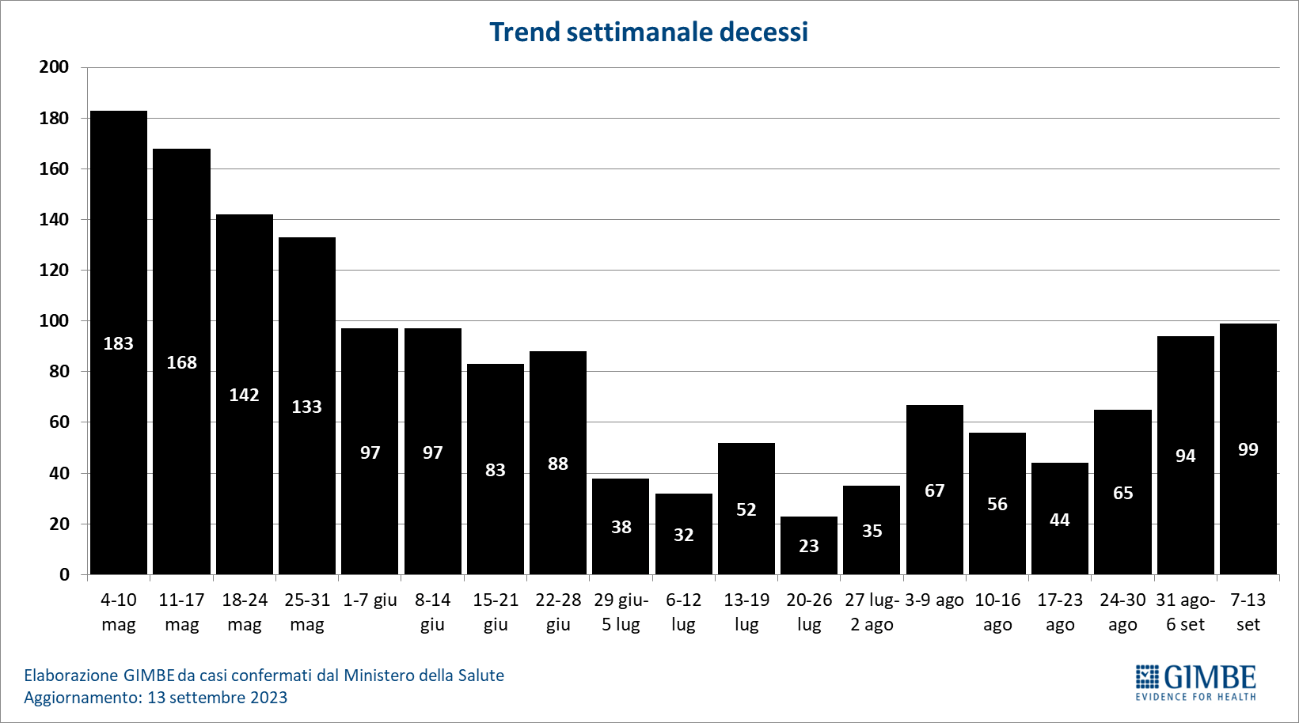 Trend settimanale decessi
200
180
160
140
120
100
80
60
40
20
0
183
168
142
133
97
97
83
88
38
32
52
23
35
67
56
44
65
94
99
4-10 mag
11-17 mag
18-24 mag
25-31 mag
1-7 giu
8-14 giu
15-21 giu
22-28 giu
29 giu-5 lug
6-12 lug
13-19 lug
20-26 lug
27 lug-2 ago
3-9 ago
10-16 ago
17-23 ago
24-30 ago
31 ago-6 set
7-13 set
Elaborazione GIMBE da casi confermati dal Ministero della Salute
Aggiornamento: 13 settembre 2023
GIMBE
EVIDENCE FOR HEALTH